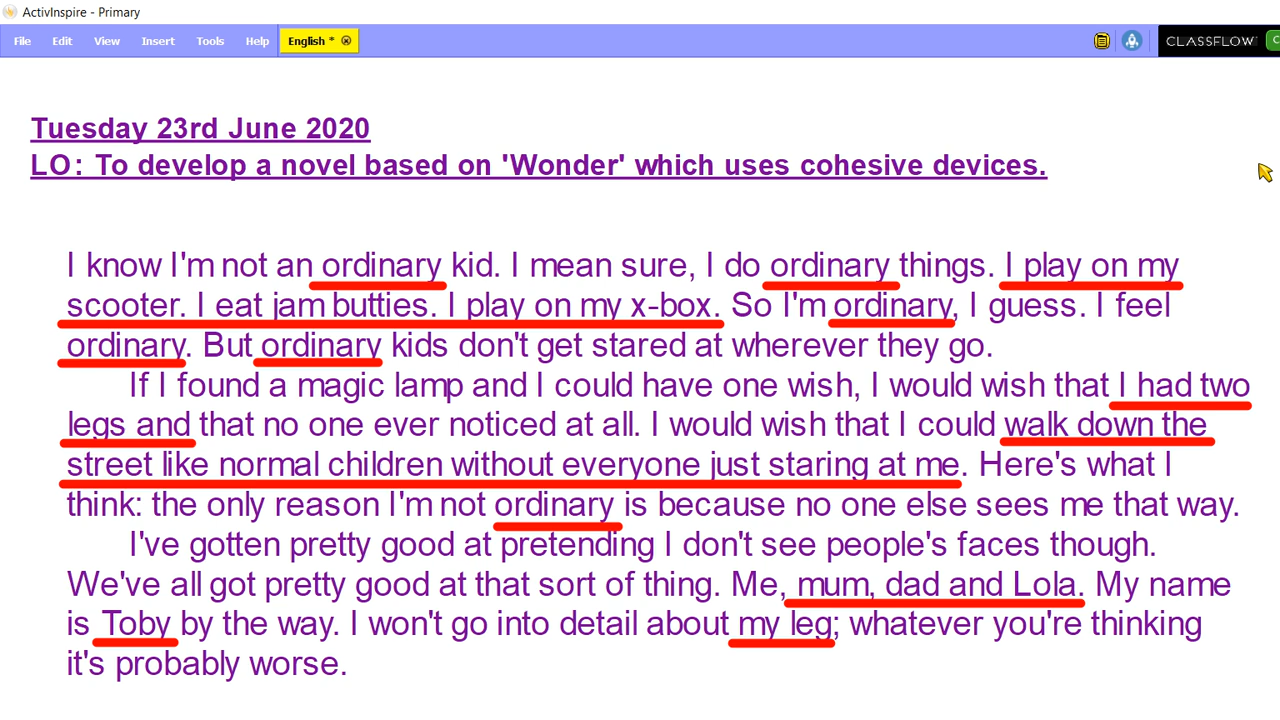 ActivInspire - Primary
File Edit View Insert Tools Help English * CLASSFLOW
Tuesday 23rd June 2020
LO: To develop a novel based on 'Wonder' which uses cohesive devices.
I know I'm not an ordinary kid. I mean sure, I do ordinary things. I play on my
scooter. I eat jam butties. I play on my x-box. So I'm ordinary, I guess. I feel
ordinary. But ordinary kids don't get stared at wherever they go.
If I found a magic lamp and I could have one wish, I would wish that I had two
legs and that no one ever noticed at all. I would wish that I could walk down the
street like normal children without everyone just staring at me. Here's what I
think: the only reason I'm not ordinary is because no one else sees me that way.
I've gotten pretty good at pretending I don't see people's faces though.
We've all got pretty good at that sort of thing. Me, mum, dad and Lola. My name
is Toby by the way. I won't go into detail about my leg; whatever you're thinking
it's probably worse.